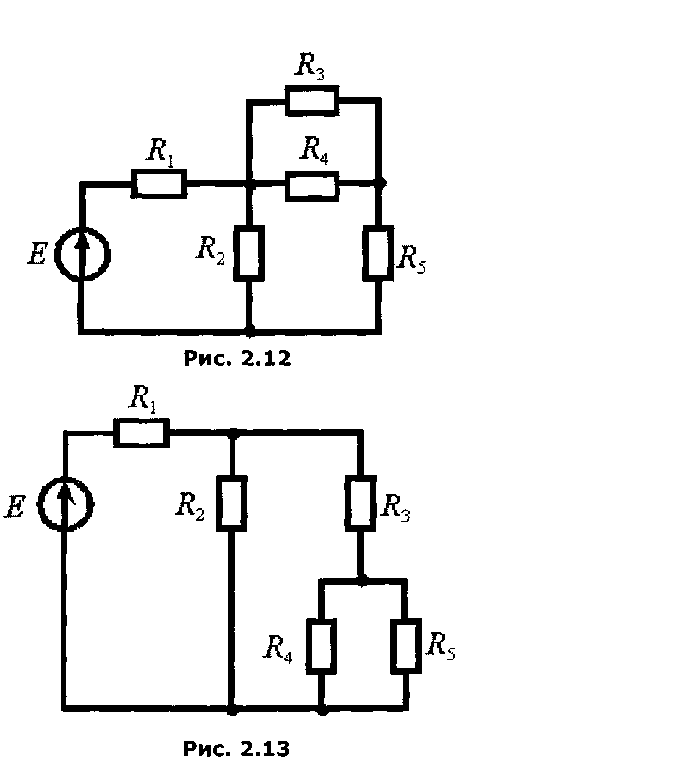 R₃
R₁ R₄
E R₂ R₅
Рис. 2.12
R₁
E R₂ R₃
R₄ R₅
Рис. 2.13